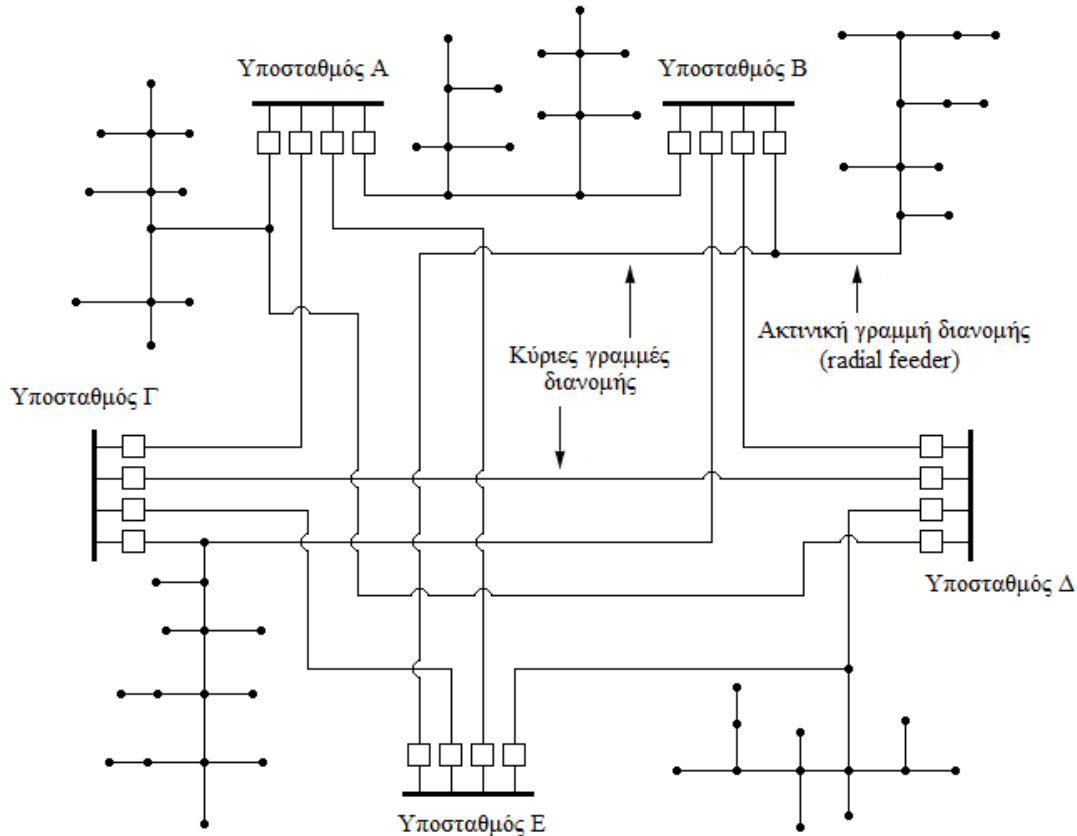 Υποσταθμός Α
Υποσταθμός Β
Κύριες γραμμές
διανομής
Ακτινική γραμμή διανομής
(radial feeder)
Υποσταθμός Γ
Υποσταθμός Δ
Υποσταθμός Ε